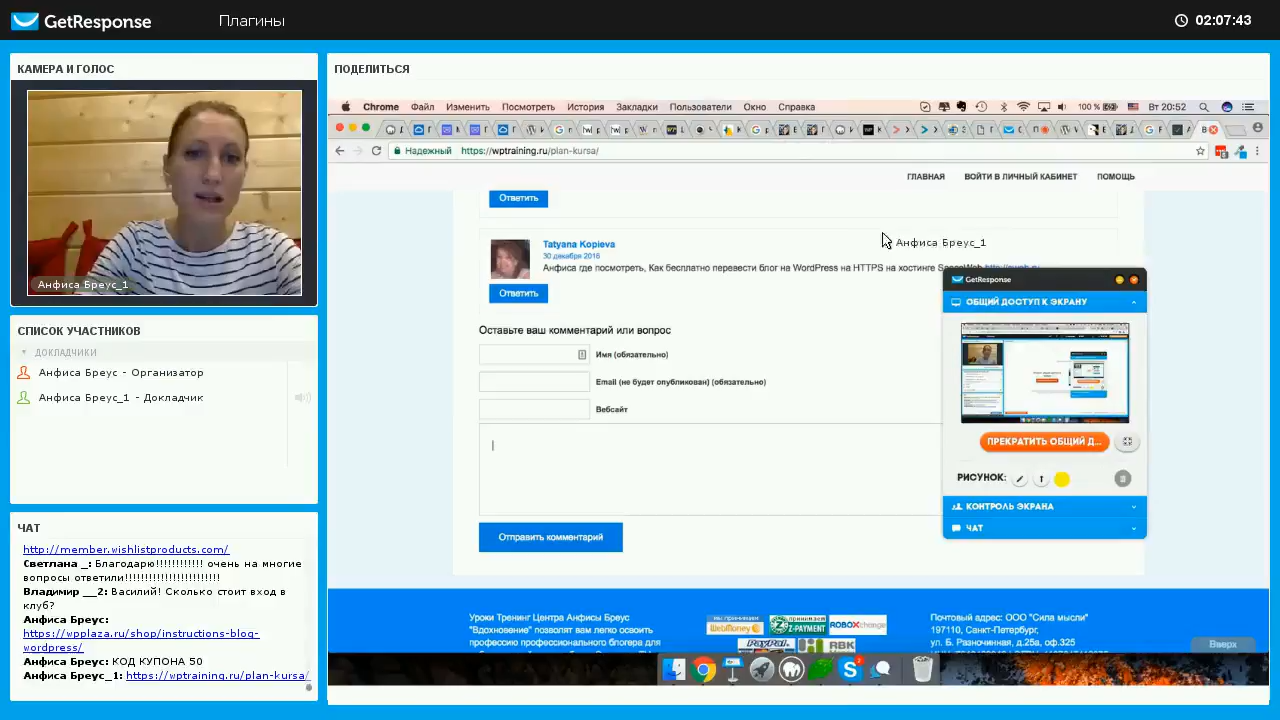 GetResponse
Плагины
02:07:43
КАМЕРА И ГОЛОС
Анфиса Бреус_1
СПИСОК УЧАСТНИКОВ
ДОКЛАДЧИКИ
Анфиса Бреус - Организатор
Анфиса Бреус_1 - Докладчик
ЧАТ
http://member.wishlistproducts.com/
Светлана _: Благодарю!!!!!!!!!!!! очень на многие
вопросы ответили!!!!!!!!!!!!!!!!!!!!!!!
Владимир __2: Василий! Сколько стоит вход в
клуб?
Анфиса Бреус:
https://wpplaza.ru/shop/instructions-blog-
wordpress/
Анфиса Бреус: КОД КУПОНА 50
Анфиса Бреус_1: https://wptraining.ru/plan-kursa/
ПОДЕЛИТЬСЯ
Chrome Файл Изменить Посмотреть История Закладки Пользователи Окно Справка 100 % Вт 20:52
Надежный https://wptraining.ru/plan-kursa/
ГЛАВНАЯ ВОЙТИ В ЛИЧНЫЙ КАБИНЕТ ПОМОЩЬ
Ответить
Tatyana Kopieva
30 декабря 2016
Анфиса где посмотреть, Как бесплатно перевести блог на WordPress на HTTPS на хостинге
Анфиса Бреус_1
Ответить
Оставьте ваш комментарий или вопрос
Имя (обязательно)
Email (не будет опубликован) (обязательно)
Вебсайт
Отправить комментарий
GetResponse
ОБЩИЙ ДОСТУП К ЭКРАНУ
ПРЕКРАТИТЬ ОБЩИЙ Д...
РИСУНОК:
КОНТРОЛЬ ЭКРАНА
ЧАТ
Уроки Тренинг Центра Анфисы Бреус
"Вдохновение" позволят вам легко освоить
профессию профессионального блогера для
мы принимаем
WebMoney
принимаем
Z-PAYMENT
ROBOXchange
PayPal
RBK
Почтовый адрес: ООО "Сила мысли"
197110, Санкт-Петербург,
ул. Б. Разночинная, д.25а, оф.325
Вверх